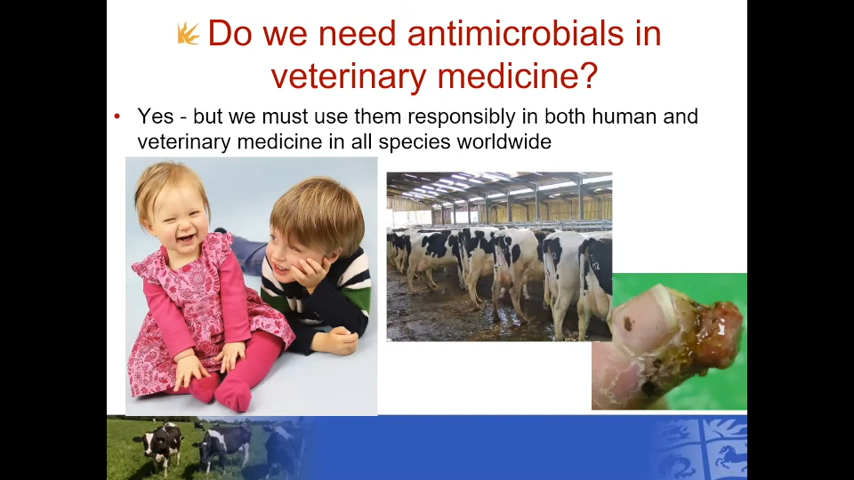 Do we need antimicrobials in
veterinary medicine?
• Yes - but we must use them responsibly in both human and
veterinary medicine in all species worldwide